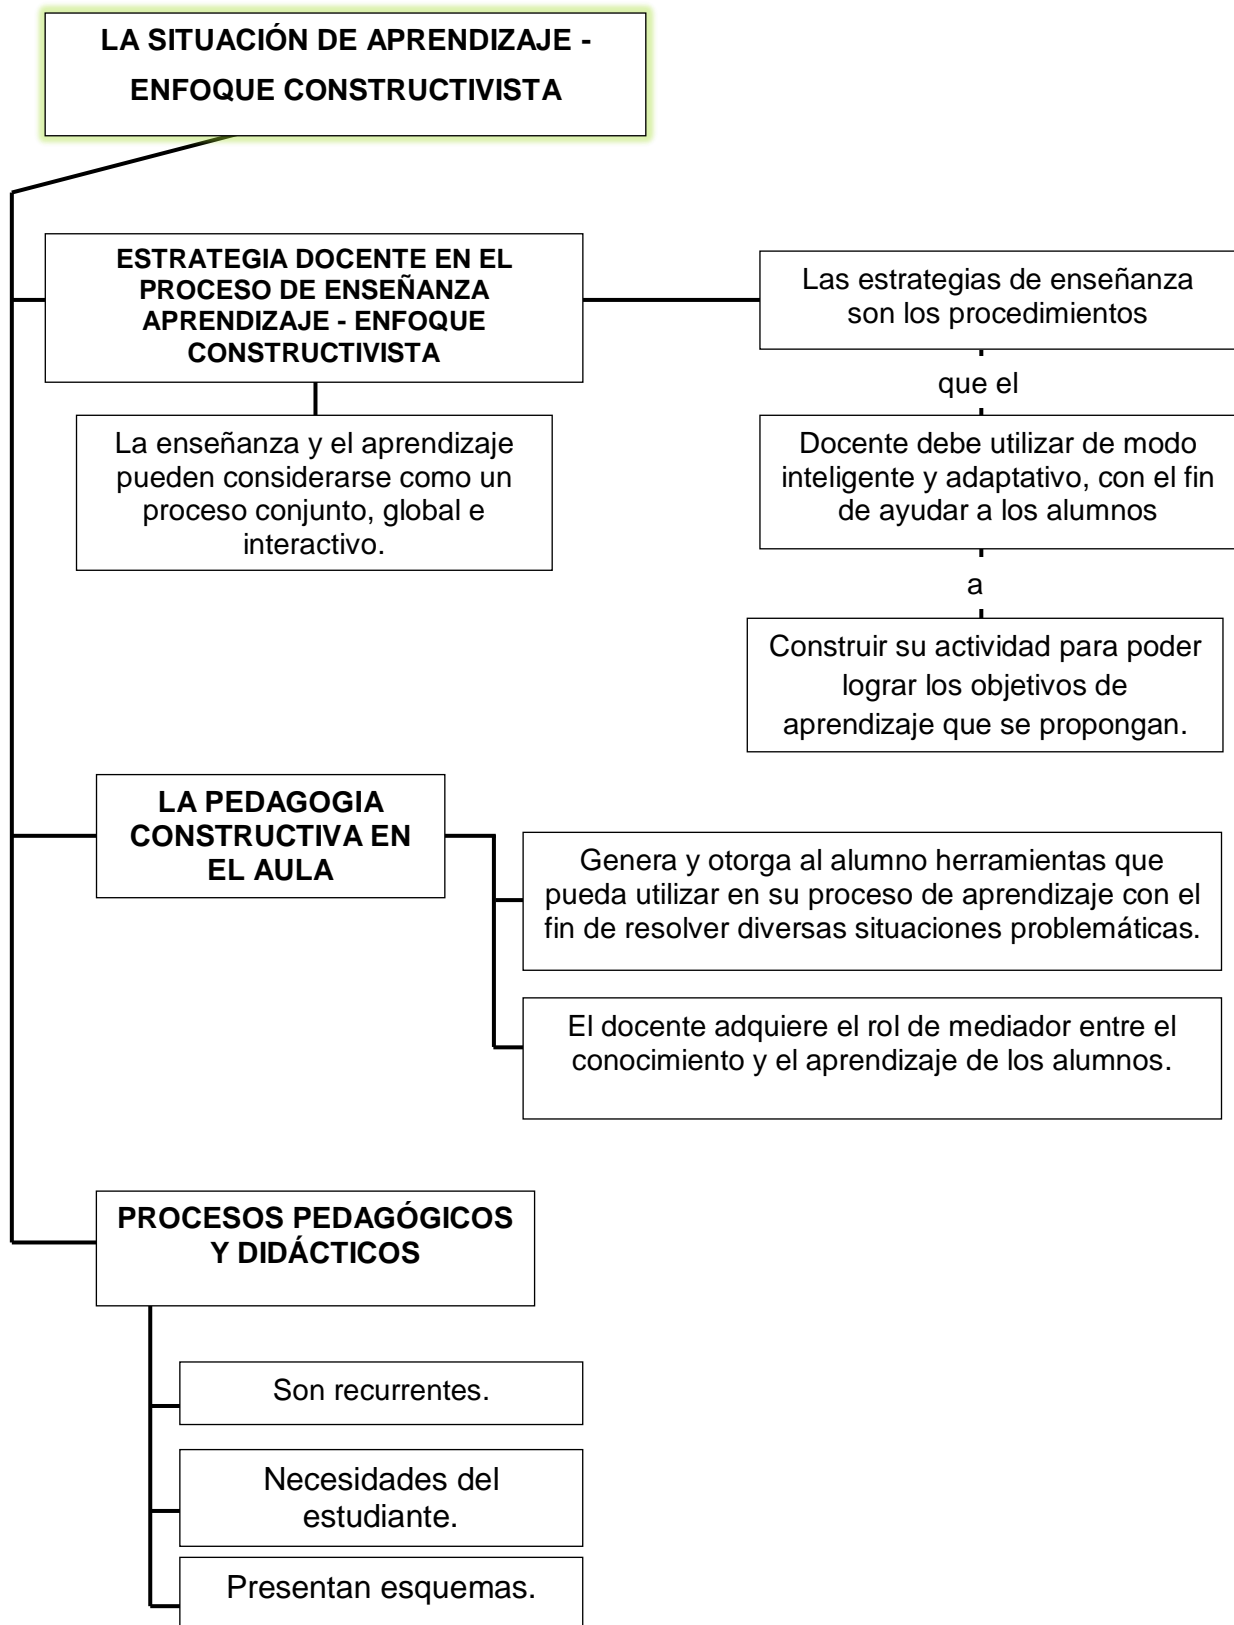 LA SITUACIÓN DE APRENDIZAJE -
ENFOQUE CONSTRUCTIVISTA
ESTRATEGIA DOCENTE EN EL
PROCESO DE ENSEÑANZA
APRENDIZAJE - ENFOQUE
CONSTRUCTIVISTA
La enseñanza y el aprendizaje
pueden considerarse como un
proceso conjunto, global e
interactivo.
Las estrategias de enseñanza
son los procedimientos
que el
Docente debe utilizar de modo
inteligente y adaptativo, con el fin
de ayudar a los alumnos
a
Construir su actividad para poder
lograr los objetivos de
aprendizaje que se propongan.
LA PEDAGOGIA
CONSTRUCTIVA EN
EL AULA
Genera y otorga al alumno herramientas que
pueda utilizar en su proceso de aprendizaje con el
fin de resolver diversas situaciones problemáticas.
El docente adquiere el rol de mediador entre el
conocimiento y el aprendizaje de los alumnos.
PROCESOS PEDAGÓGICOS
Y DIDÁCTICOS
Son recurrentes.
Necesidades del
estudiante.
Presentan esquemas.